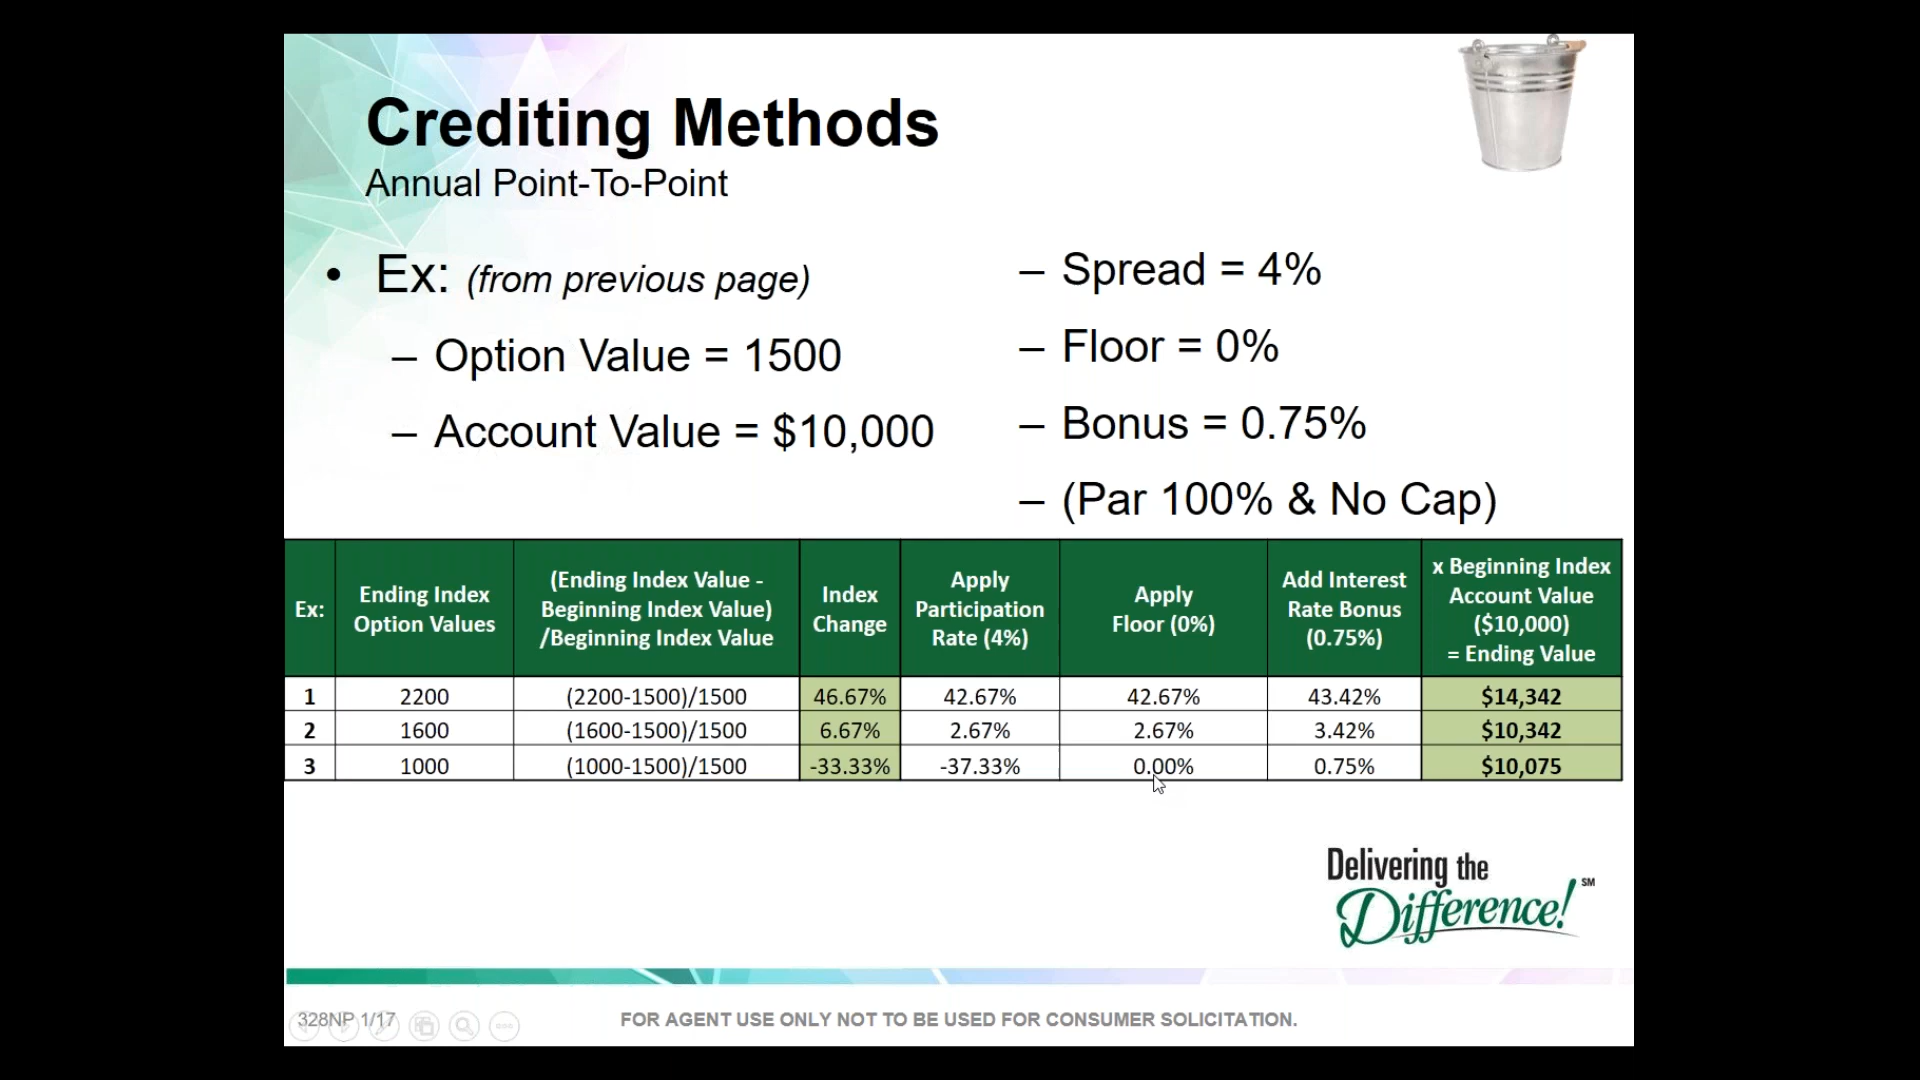 Crediting Methods
Annual Point-To-Point
• Ex: (from previous page)
– Option Value = 1500
– Account Value = $10,000
– Spread = 4%
– Floor = 0%
– Bonus = 0.75%
– (Par 100% & No Cap)
Ex:
Ending Index
Option Values
(Ending Index Value -
Beginning Index Value)
/Beginning Index Value
Index
Change
Apply
Participation
Rate (4%)
Apply
Floor (0%)
Add Interest
Rate Bonus
(0.75%)
x Beginning Index
Account Value
($10,000)
= Ending Value
1 2200 (2200-1500)/1500 46.67% 42.67% 42.67% 43.42% $14,342
2 1600 (1600-1500)/1500 6.67% 2.67% 2.67% 3.42% $10,342
3 1000 (1000-1500)/1500 -33.33% -37.33% 0.00% 0.75% $10,075
Delivering the
Difference! SM
328NP 1/17
FOR AGENT USE ONLY NOT TO BE USED FOR CONSUMER SOLICITATION.